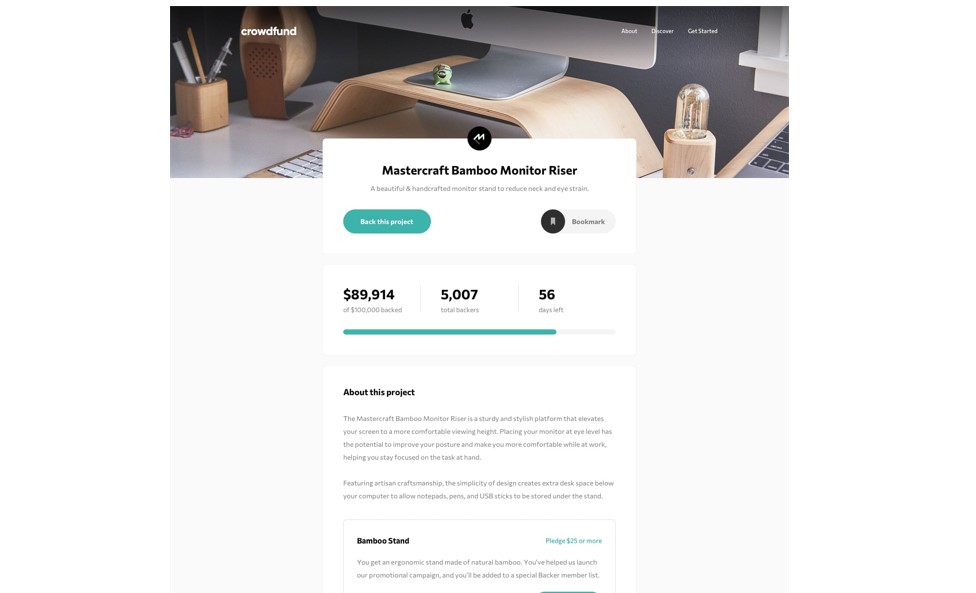 crowdfund
About
Discover
Get Started
Mastercraft Bamboo Monitor Riser
A beautiful & handcrafted monitor stand to reduce neck and eye strain.
Back this project
Bookmark
$89,914
of $100,000 backed
5,007
total backers
56
days left
About this project
The Mastercraft Bamboo Monitor Riser is a sturdy and stylish platform that elevates
your screen to a more comfortable viewing height. Placing your monitor at eye level has
the potential to improve your posture and make you more comfortable while at work,
helping you stay focused on the task at hand.
Featuring artisan craftsmanship, the simplicity of design creates extra desk space below
your computer to allow notepads, pens, and USB sticks to be stored under the stand.
Bamboo Stand
Pledge $25 or more
You get an ergonomic stand made of natural bamboo. You've helped us launch
our promotional campaign, and you'll be added to a special Backer member list.